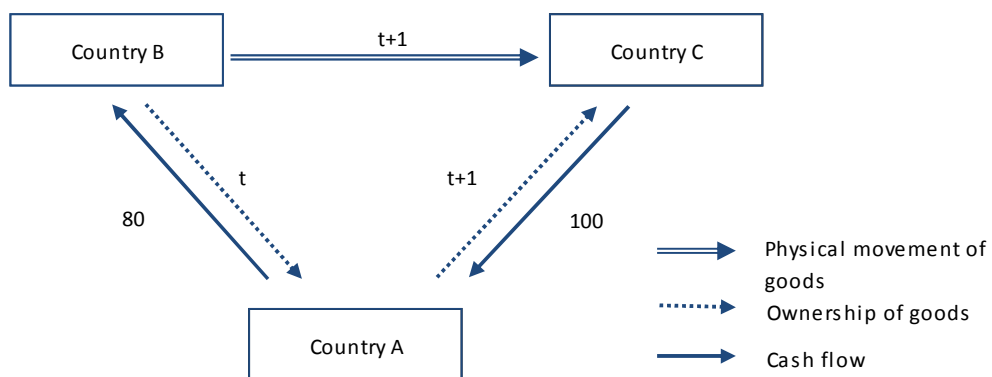 t+1
Country B
Country C
t
t+1
80
100
Physical movement of
goods
Ownership of goods
Country A
Cash flow